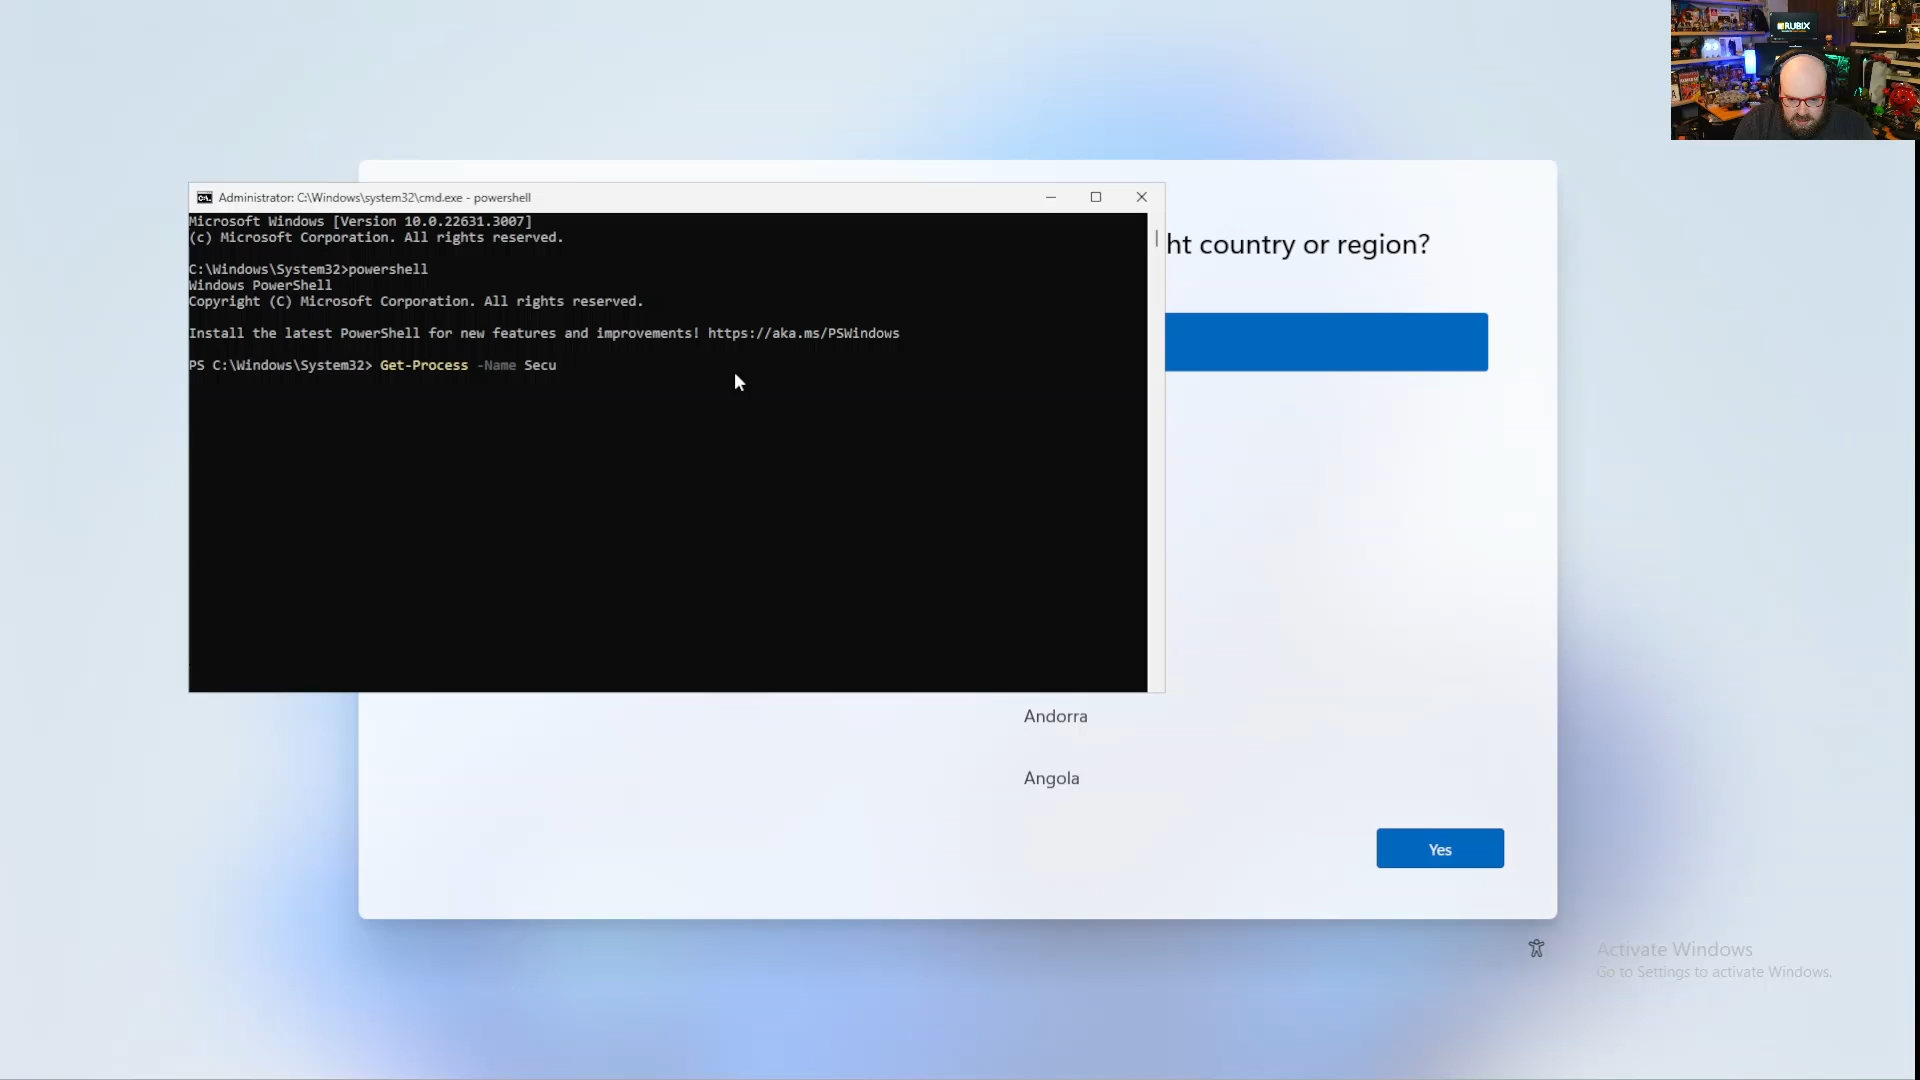 RUBIX
Administrator: C:\Windows\system32\cmd.exe - powershell
Microsoft Windows [Version 10.0.22631.3007]
(c) Microsoft Corporation. All rights reserved.
C:\Windows\System32>powershell
Windows PowerShell
Copyright (C) Microsoft Corporation. All rights reserved.
Install the latest PowerShell for new features and improvements! https://aka.ms/PSWindows
PS C:\Windows\System32> Get-Process -Name Secu
ht country or region?
Andorra
Angola
Yes
Activate Windows
Go to Settings to activate Windows.